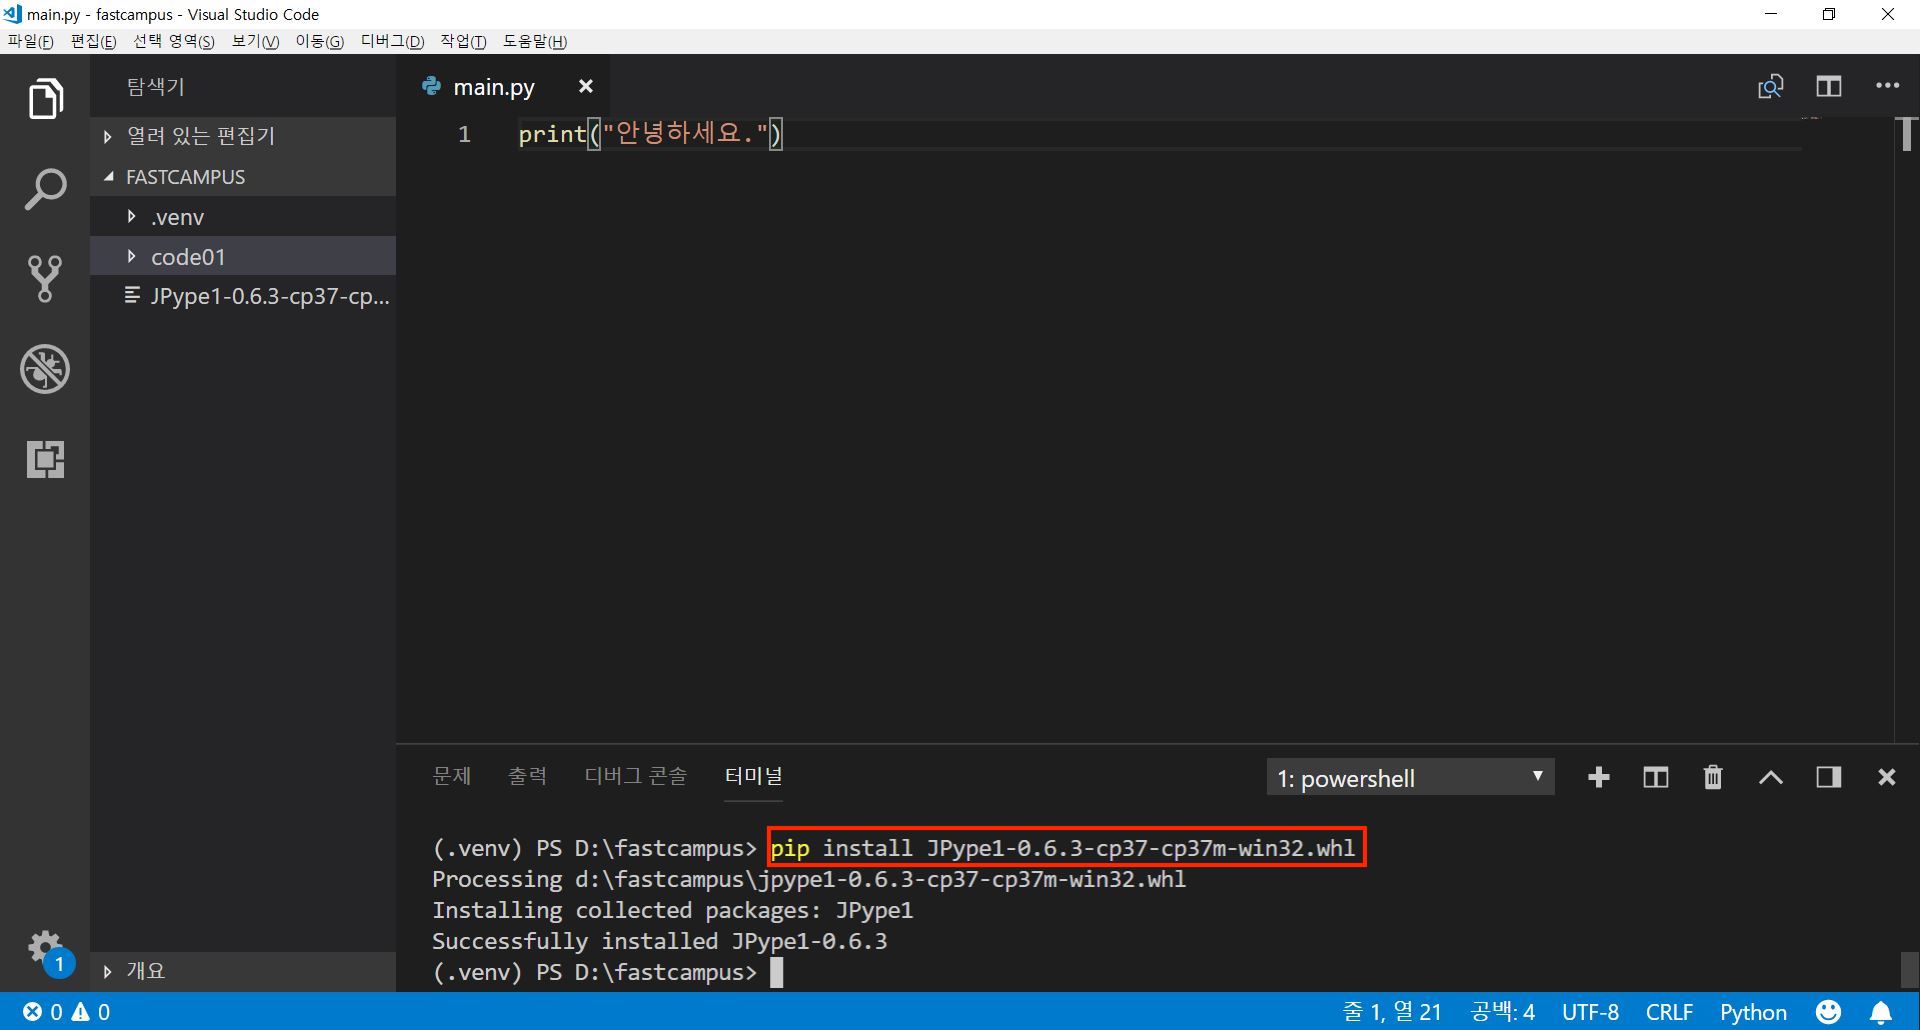 main.py - fastcampus - Visual Studio Code
파일(F) 편집(E) 선택 영역(S) 보기(V) 이동(G) 디버그(D) 작업(T) 도움말(H)
탐색기
열려 있는 편집기
FASTCAMPUS
.venv
code01
JPype1-0.6.3-cp37-cp...
개요
1
main.py
1 print("안녕하세요.")
문제 출력 디버그 콘솔 터미널
1: powershell
(.venv) PS D:\fastcampus> pip install JPype1-0.6.3-cp37-cp37m-win32.whl
Processing d:\fastcampus\jpype1-0.6.3-cp37-cp37m-win32.whl
Installing collected packages: JPype1
Successfully installed JPype1-0.6.3
(.venv) PS D:\fastcampus>
0 0 줄 1, 열 21 공백: 4 UTF-8 CRLF Python